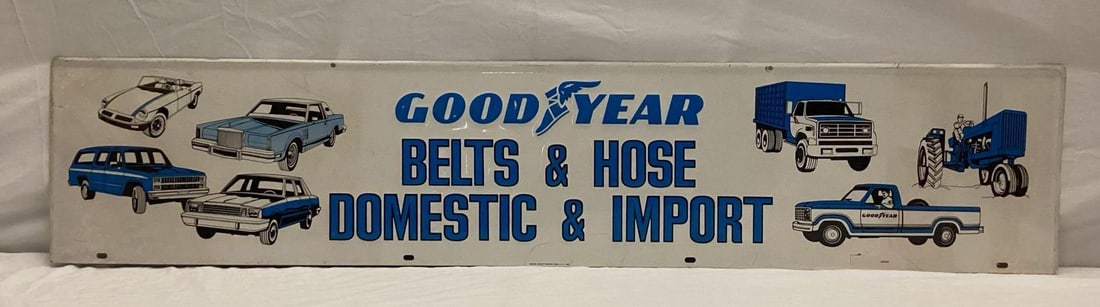 GOODYEAR
BELTS & HOSE
DOMESTIC & IMPORT
GOODYEAR